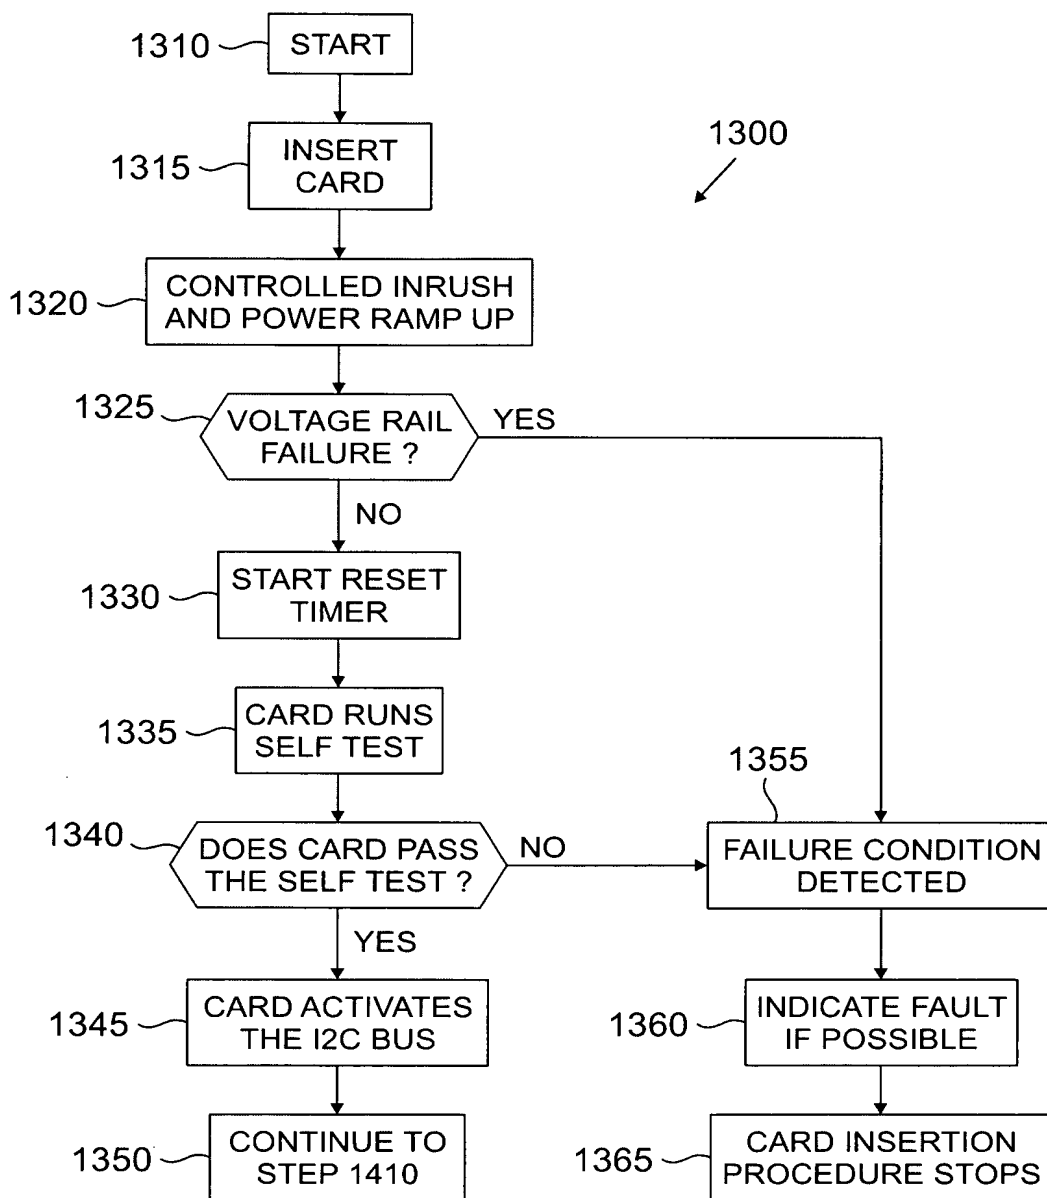 1310
START
1300
1315
INSERT
CARD
1320
CONTROLLED INRUSH
AND POWER RAMP UP
1325
VOLTAGE RAIL
FAILURE ?
YES
NO
1330
START RESET
TIMER
1335
CARD RUNS
SELF TEST
1340
DOES CARD PASS
THE SELF TEST ?
NO
1355
FAILURE CONDITION
DETECTED
YES
1345
CARD ACTIVATES
THE I2C BUS
1360
INDICATE FAULT
IF POSSIBLE
1350
CONTINUE TO
STEP 1410
1365
CARD INSERTION
PROCEDURE STOPS